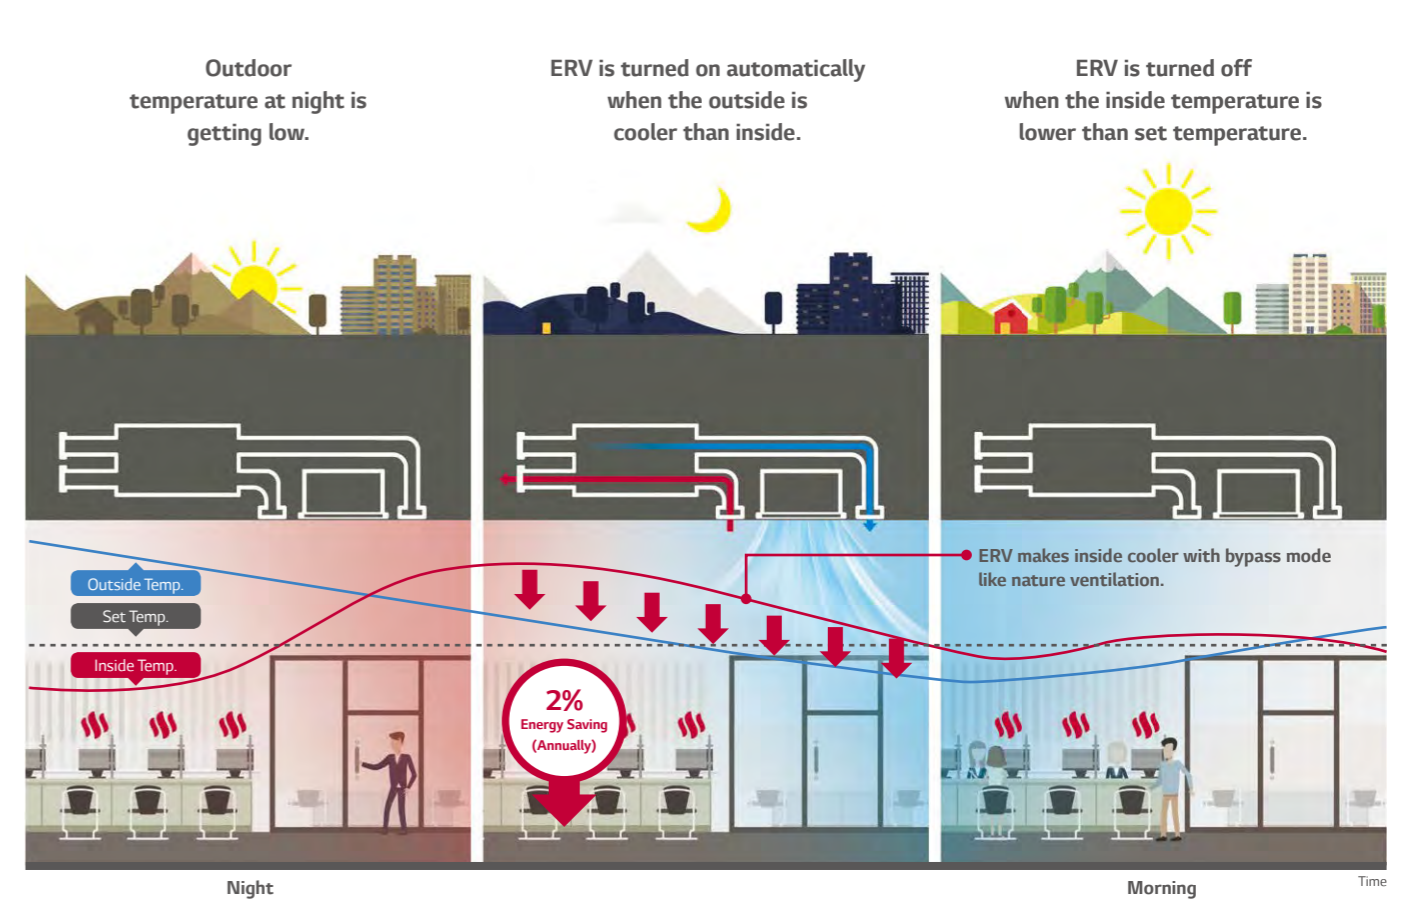 Outdoor
temperature at night is
getting low.
ERV is turned on automatically
when the outside is
cooler than inside.
ERV is turned off
when the inside temperature is
lower than set temperature.
Outside Temp.
Set Temp.
Inside Temp.
ERV makes inside cooler with bypass mode
like nature ventilation.
2%
Energy Saving
(Annually)
Night
Morning
Time